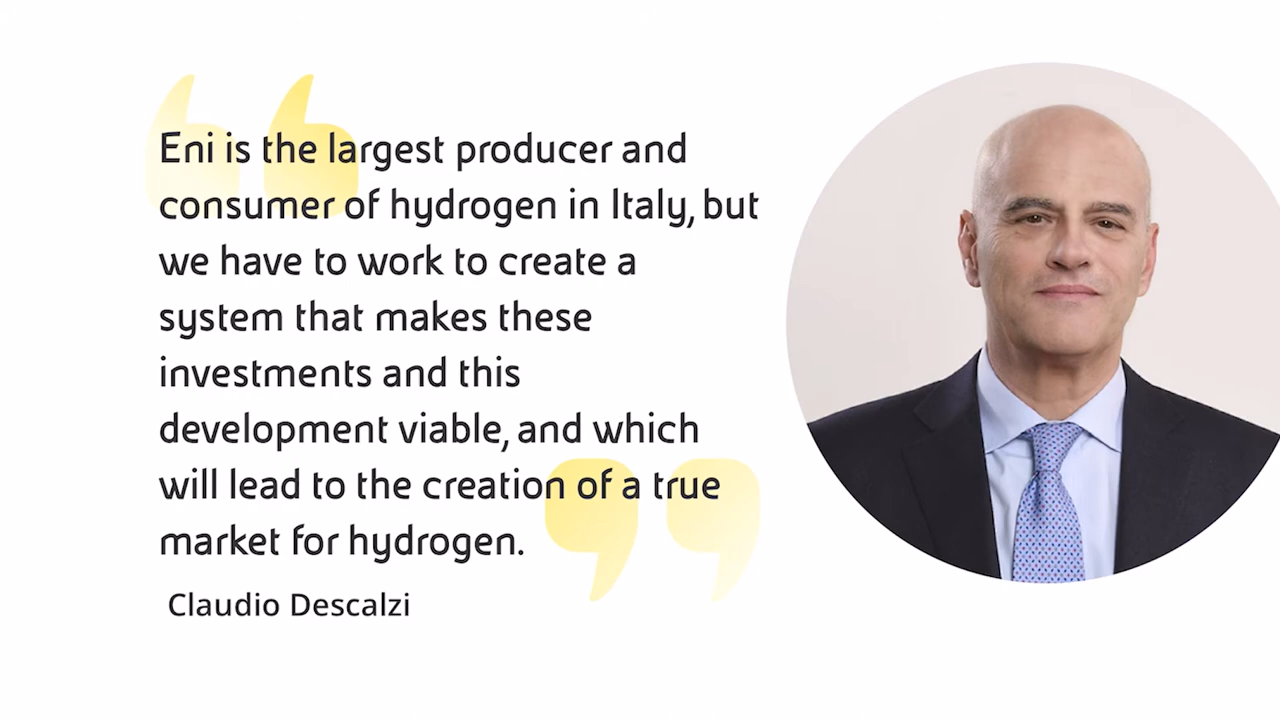 Eni is the largest producer and
consumer of hydrogen in Italy, but
we have to work to create a
system that makes these
investments and this
development viable, and which
will lead to the creation of a true
market for hydrogen.
Claudio Descalzi